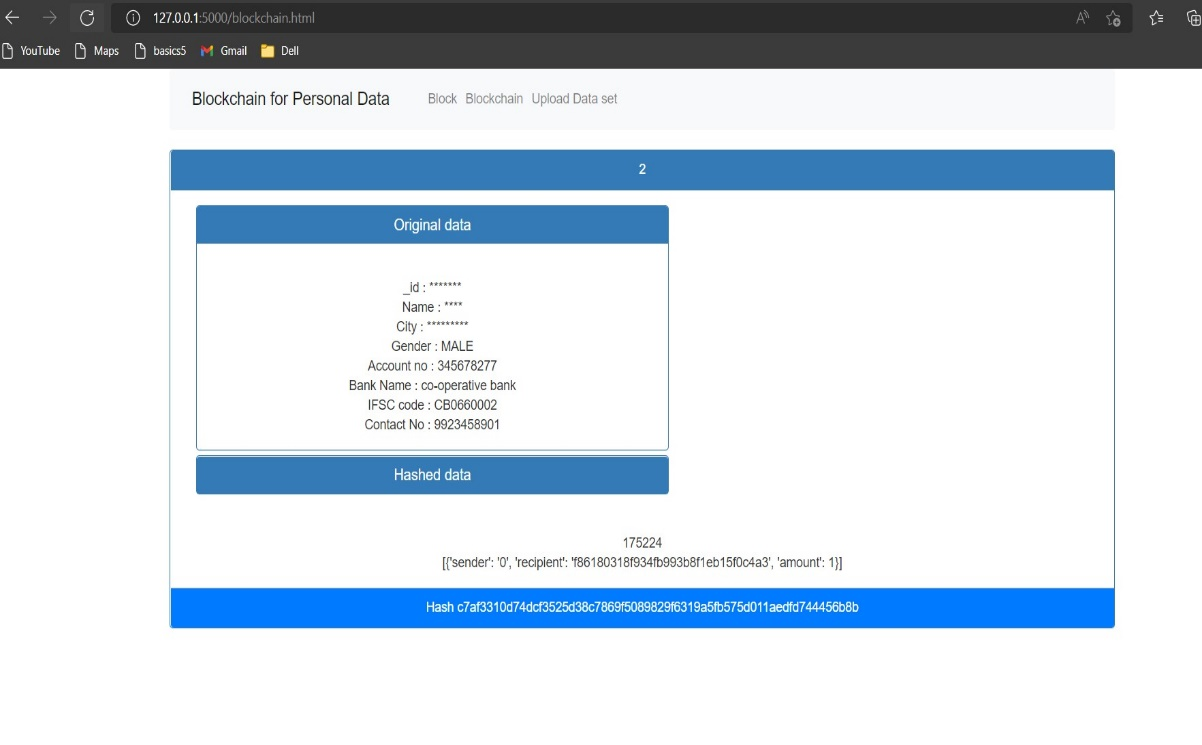 127.0.0.1:5000/blockchain.html
YouTube Maps basics5 Gmail Dell
Blockchain for Personal Data Block Blockchain Upload Data set
2
Original data
_id : *******
Name : ****
City : *********
Gender : MALE
Account no : 345678277
Bank Name : co-operative bank
IFSC code : CB0660002
Contact No : 9923458901
Hashed data
175224
[{'sender': '0', 'recipient': 'f86180318f934fb993b8f1eb15f0c4a3', 'amount': 1}]
Hash c7af3310d74dcf3525d38c7869f5089829f6319a5fb575d011aedfd744456b8b